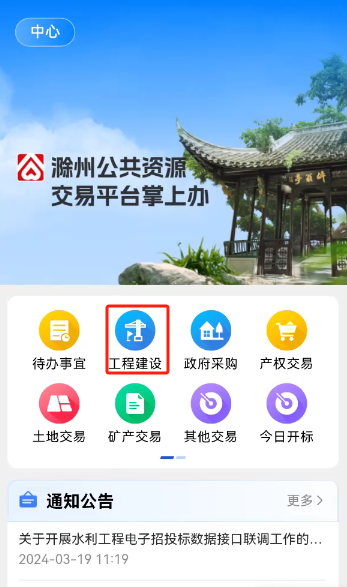 中心
滁州公共资源
交易平台掌上办
待办事宜
工程建设
政府采购
产权交易
土地交易
矿产交易
其他交易
今日开标
通知公告
更多
关于开展水利工程电子招投标数据接口联调工作的...
2024-03-19 11:19